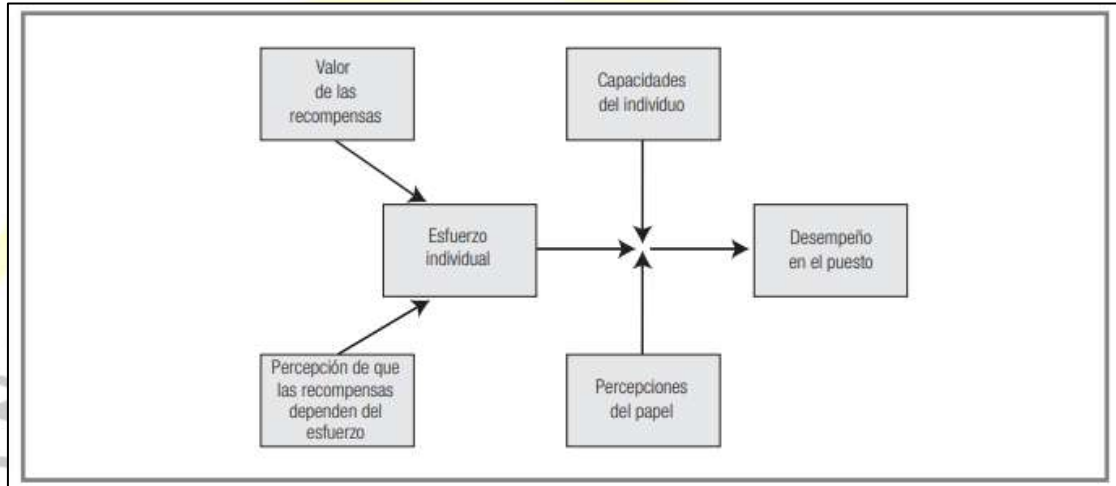 Valor
de las
recompensas
Capacidades
del individuo
Esfuerzo
individual
Desempeño
en el puesto
Percepción de que
las recompensas
dependen del
esfuerzo
Percepciones
del papel